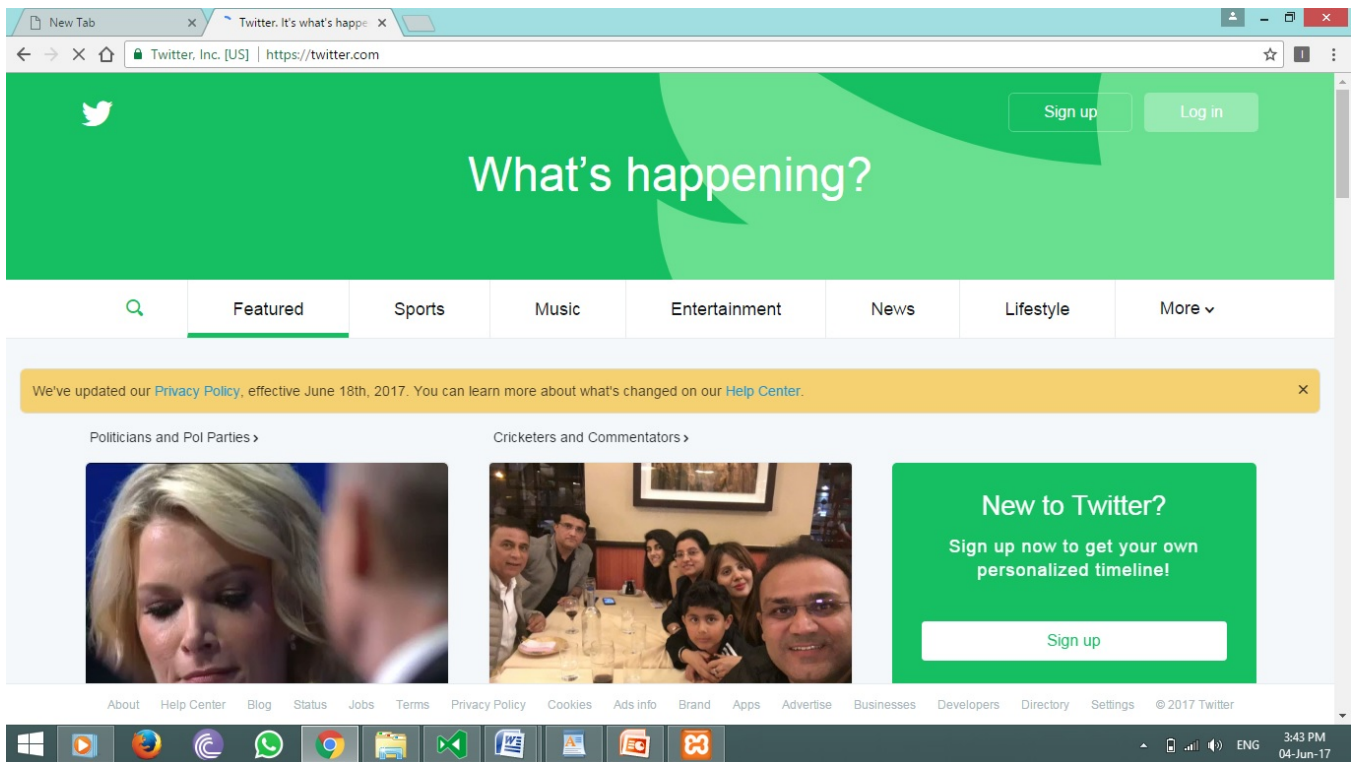 New Tab
Twitter. It's what's happe
Twitter, Inc. [US] | https://twitter.com
Sign up
Log in
What's happening?
Featured
Sports
Music
Entertainment
News
Lifestyle
More
We've updated our Privacy Policy, effective June 18th, 2017. You can learn more about what's changed on our Help Center.
Politicians and Pol Parties
Cricketers and Commentators
New to Twitter?
Sign up now to get your own
personalized timeline!
Sign up
About Help Center Blog Status Jobs Terms Privacy Policy Cookies Ads info Brand Apps Advertise Businesses Developers Directory Settings © 2017 Twitter
ENG
3:43 PM
04-Jun-17